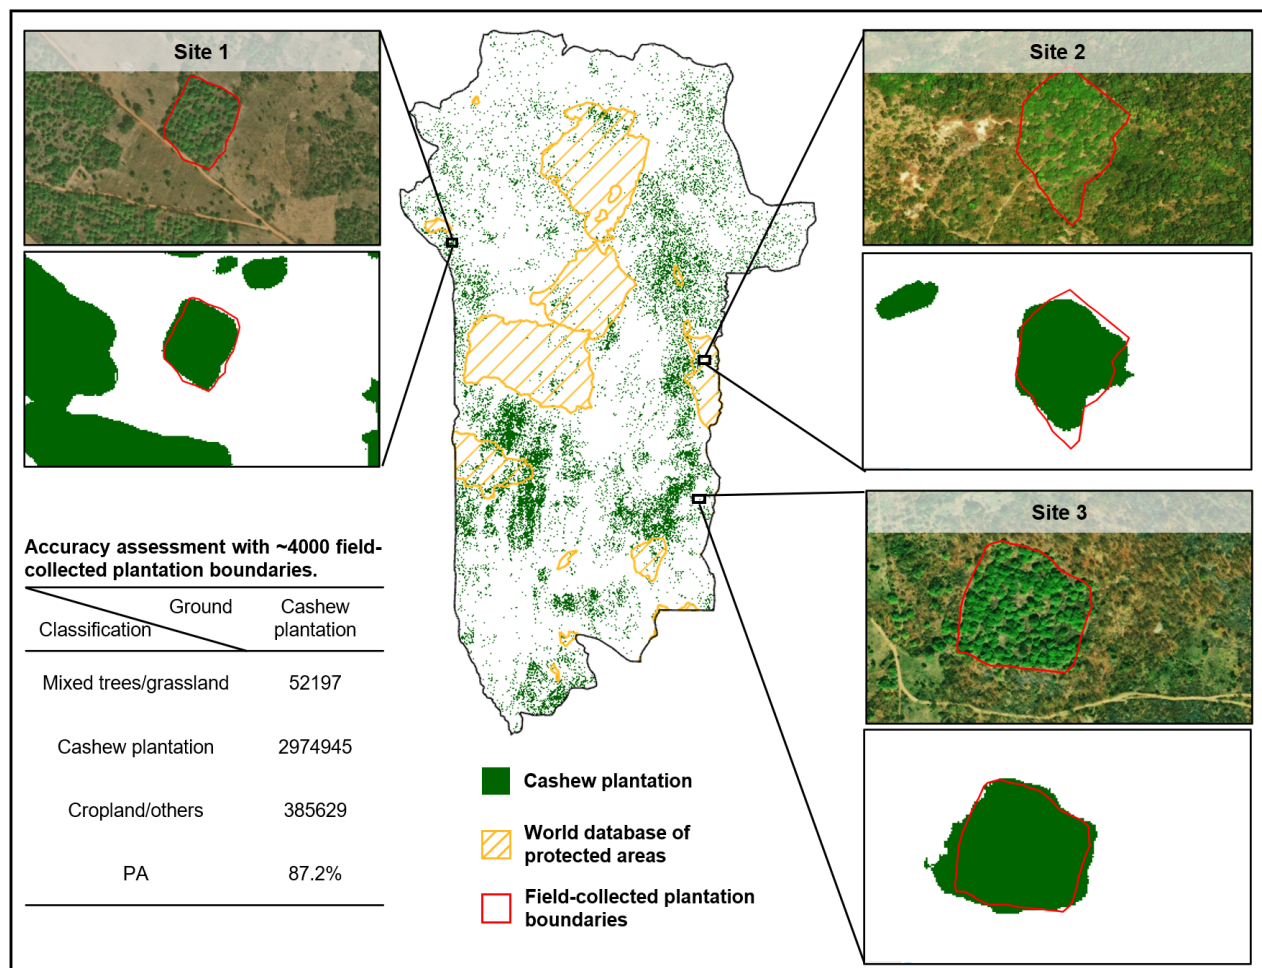 Site 1
Site 2
Site 3
Accuracy assessment with ~4000 field-
collected plantation boundaries.
Ground
Classification
Cashew
plantation
Mixed trees/grassland 52197
Cashew plantation 2974945
Cropland/others 385629
PA 87.2%
Cashew plantation
World database of
protected areas
Field-collected plantation
boundaries